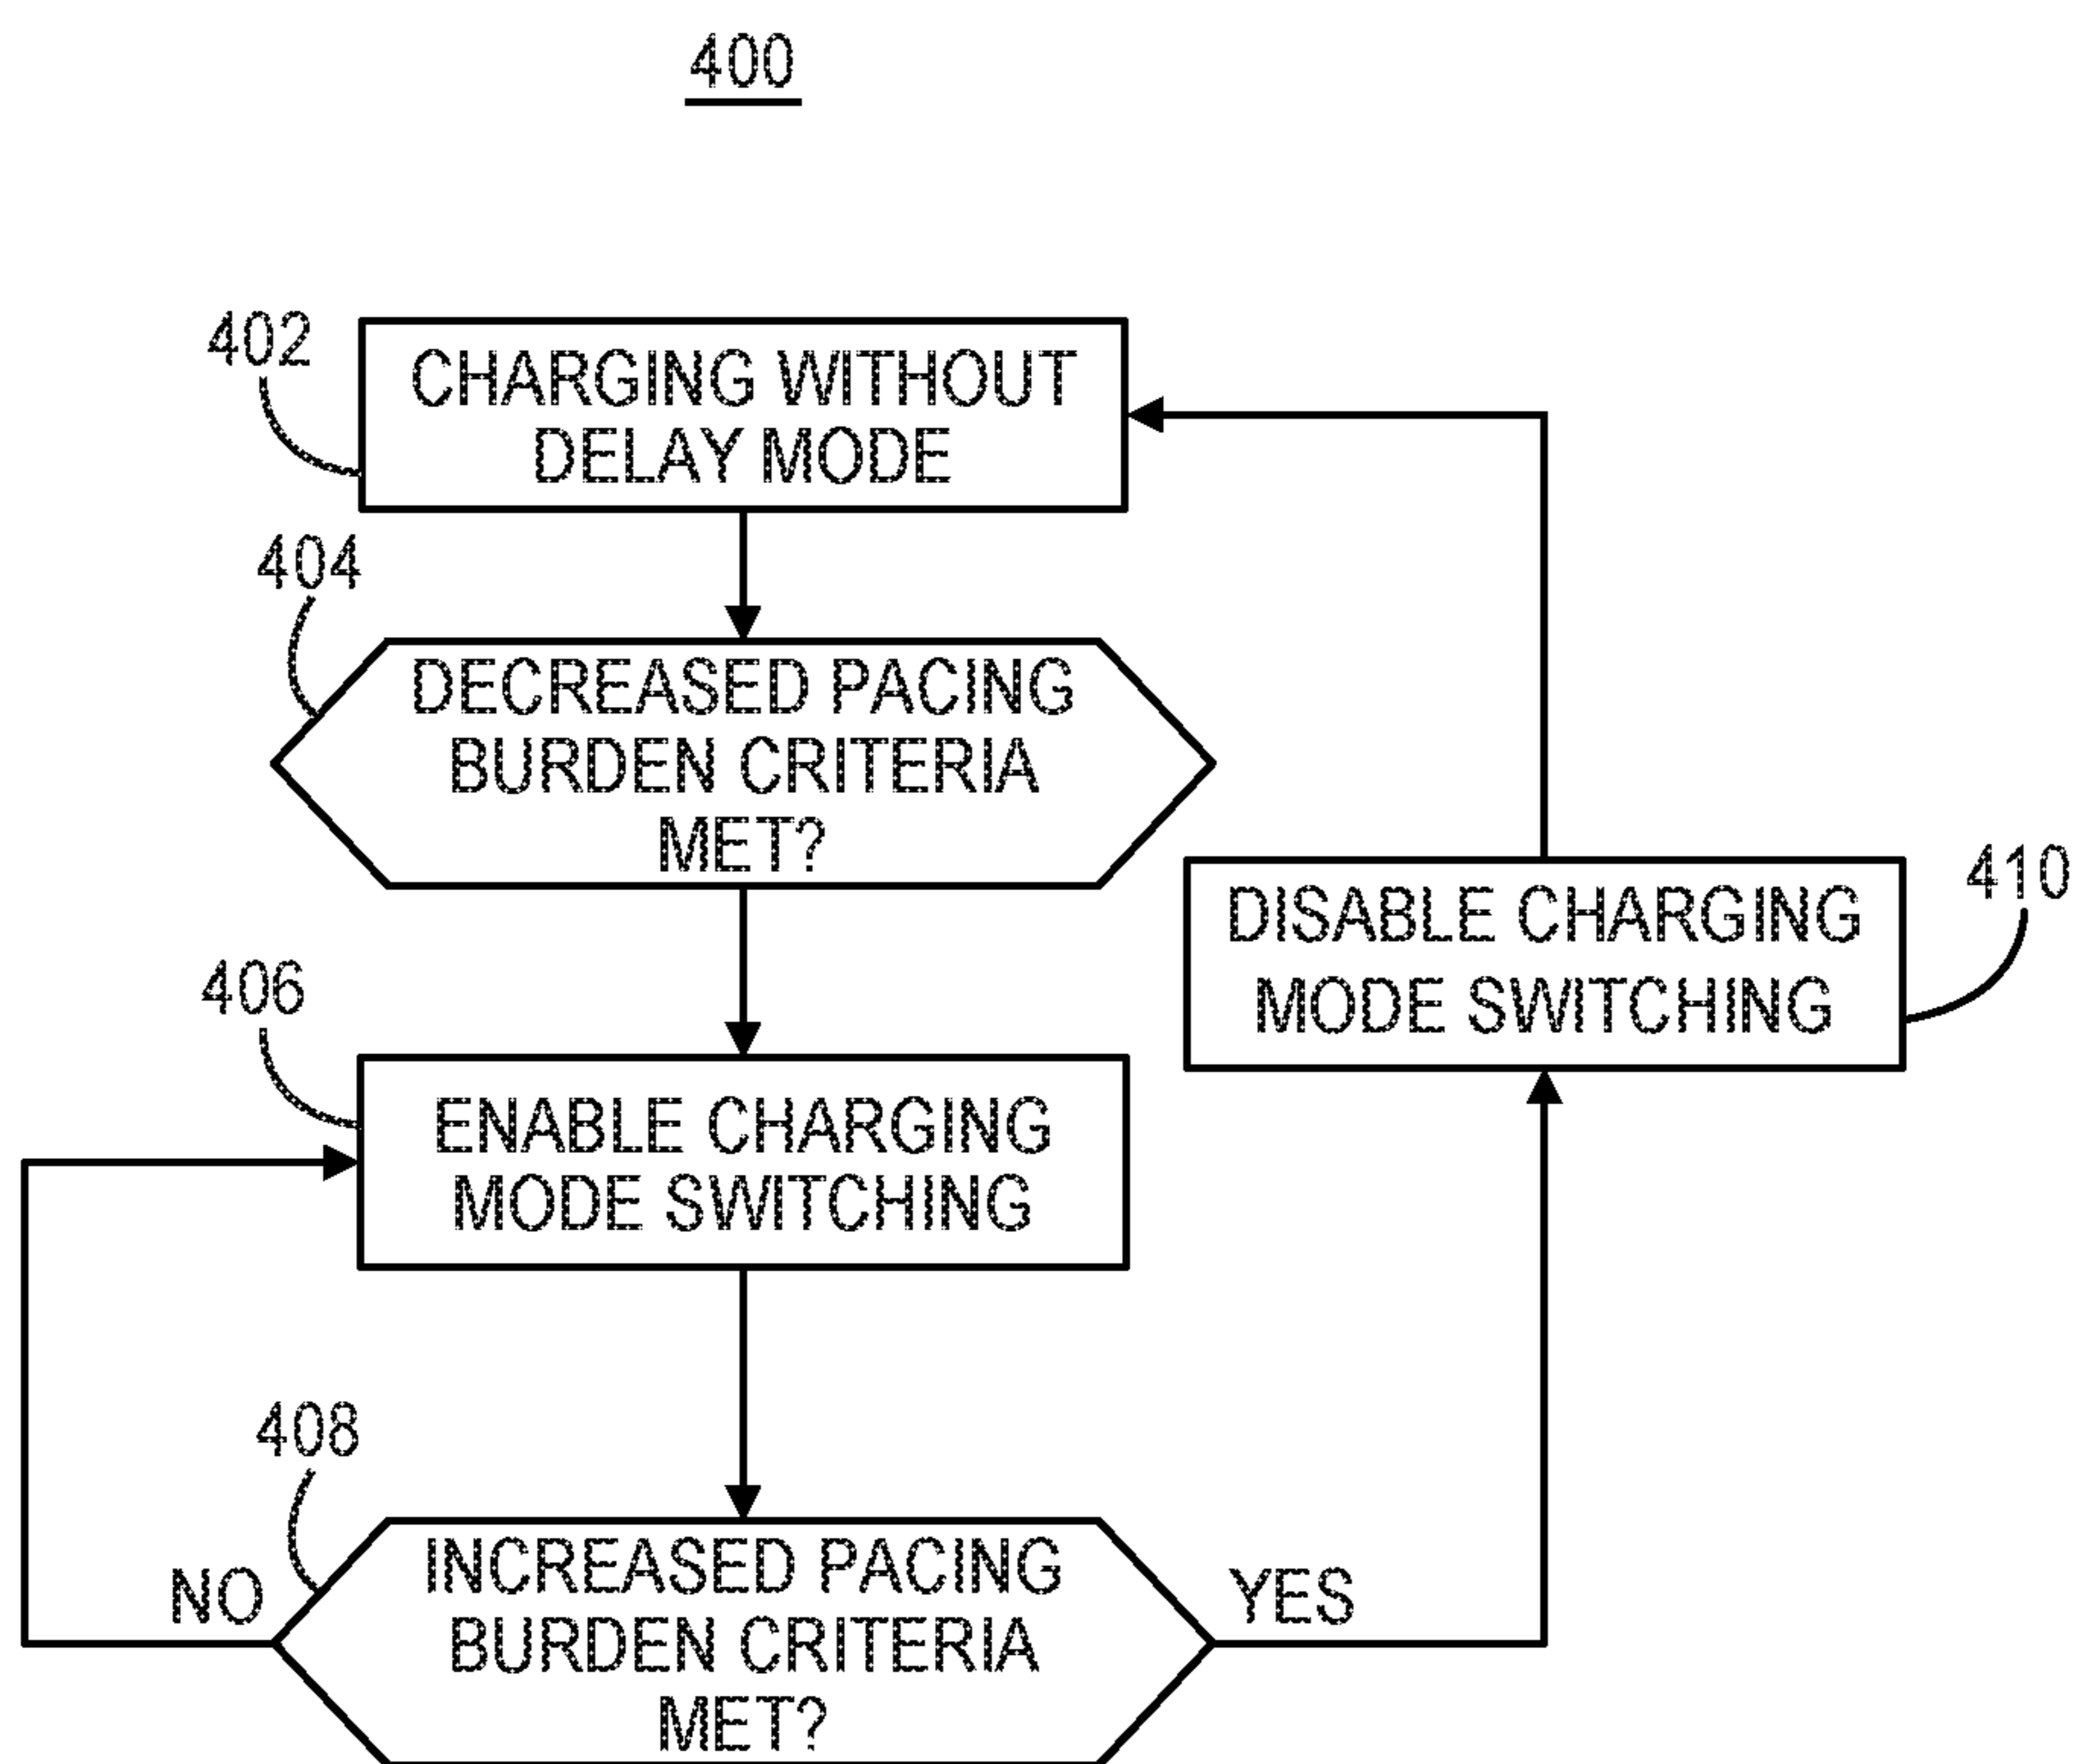 400
402
CHARGING WITHOUT
DELAY MODE
404
DECREASED PACING
BURDEN CRITERIA
MET?
410
DISABLE CHARGING
MODE SWITCHING
406
ENABLE CHARGING
MODE SWITCHING
408
NO
INCREASED PACING
BURDEN CRITERIA
MET?
YES